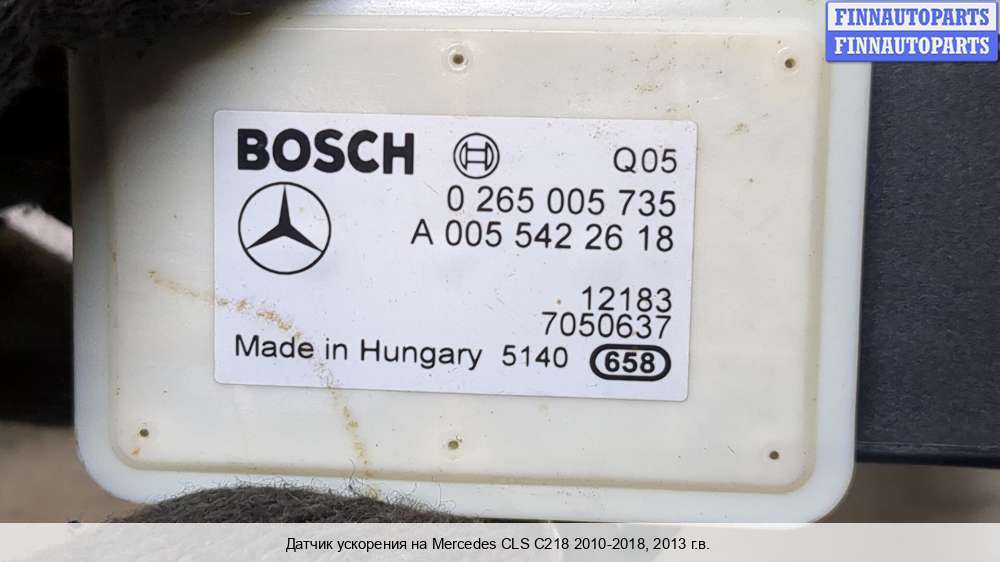 FINNAUTOPARTS
FINNAUTOPARTS
BOSCH Q05
0 265 005 735
A 005 542 26 18
12183
7050637
Made in Hungary 5140 658
Датчик ускорения на Mercedes CLS C218 2010-2018, 2013 г.в.